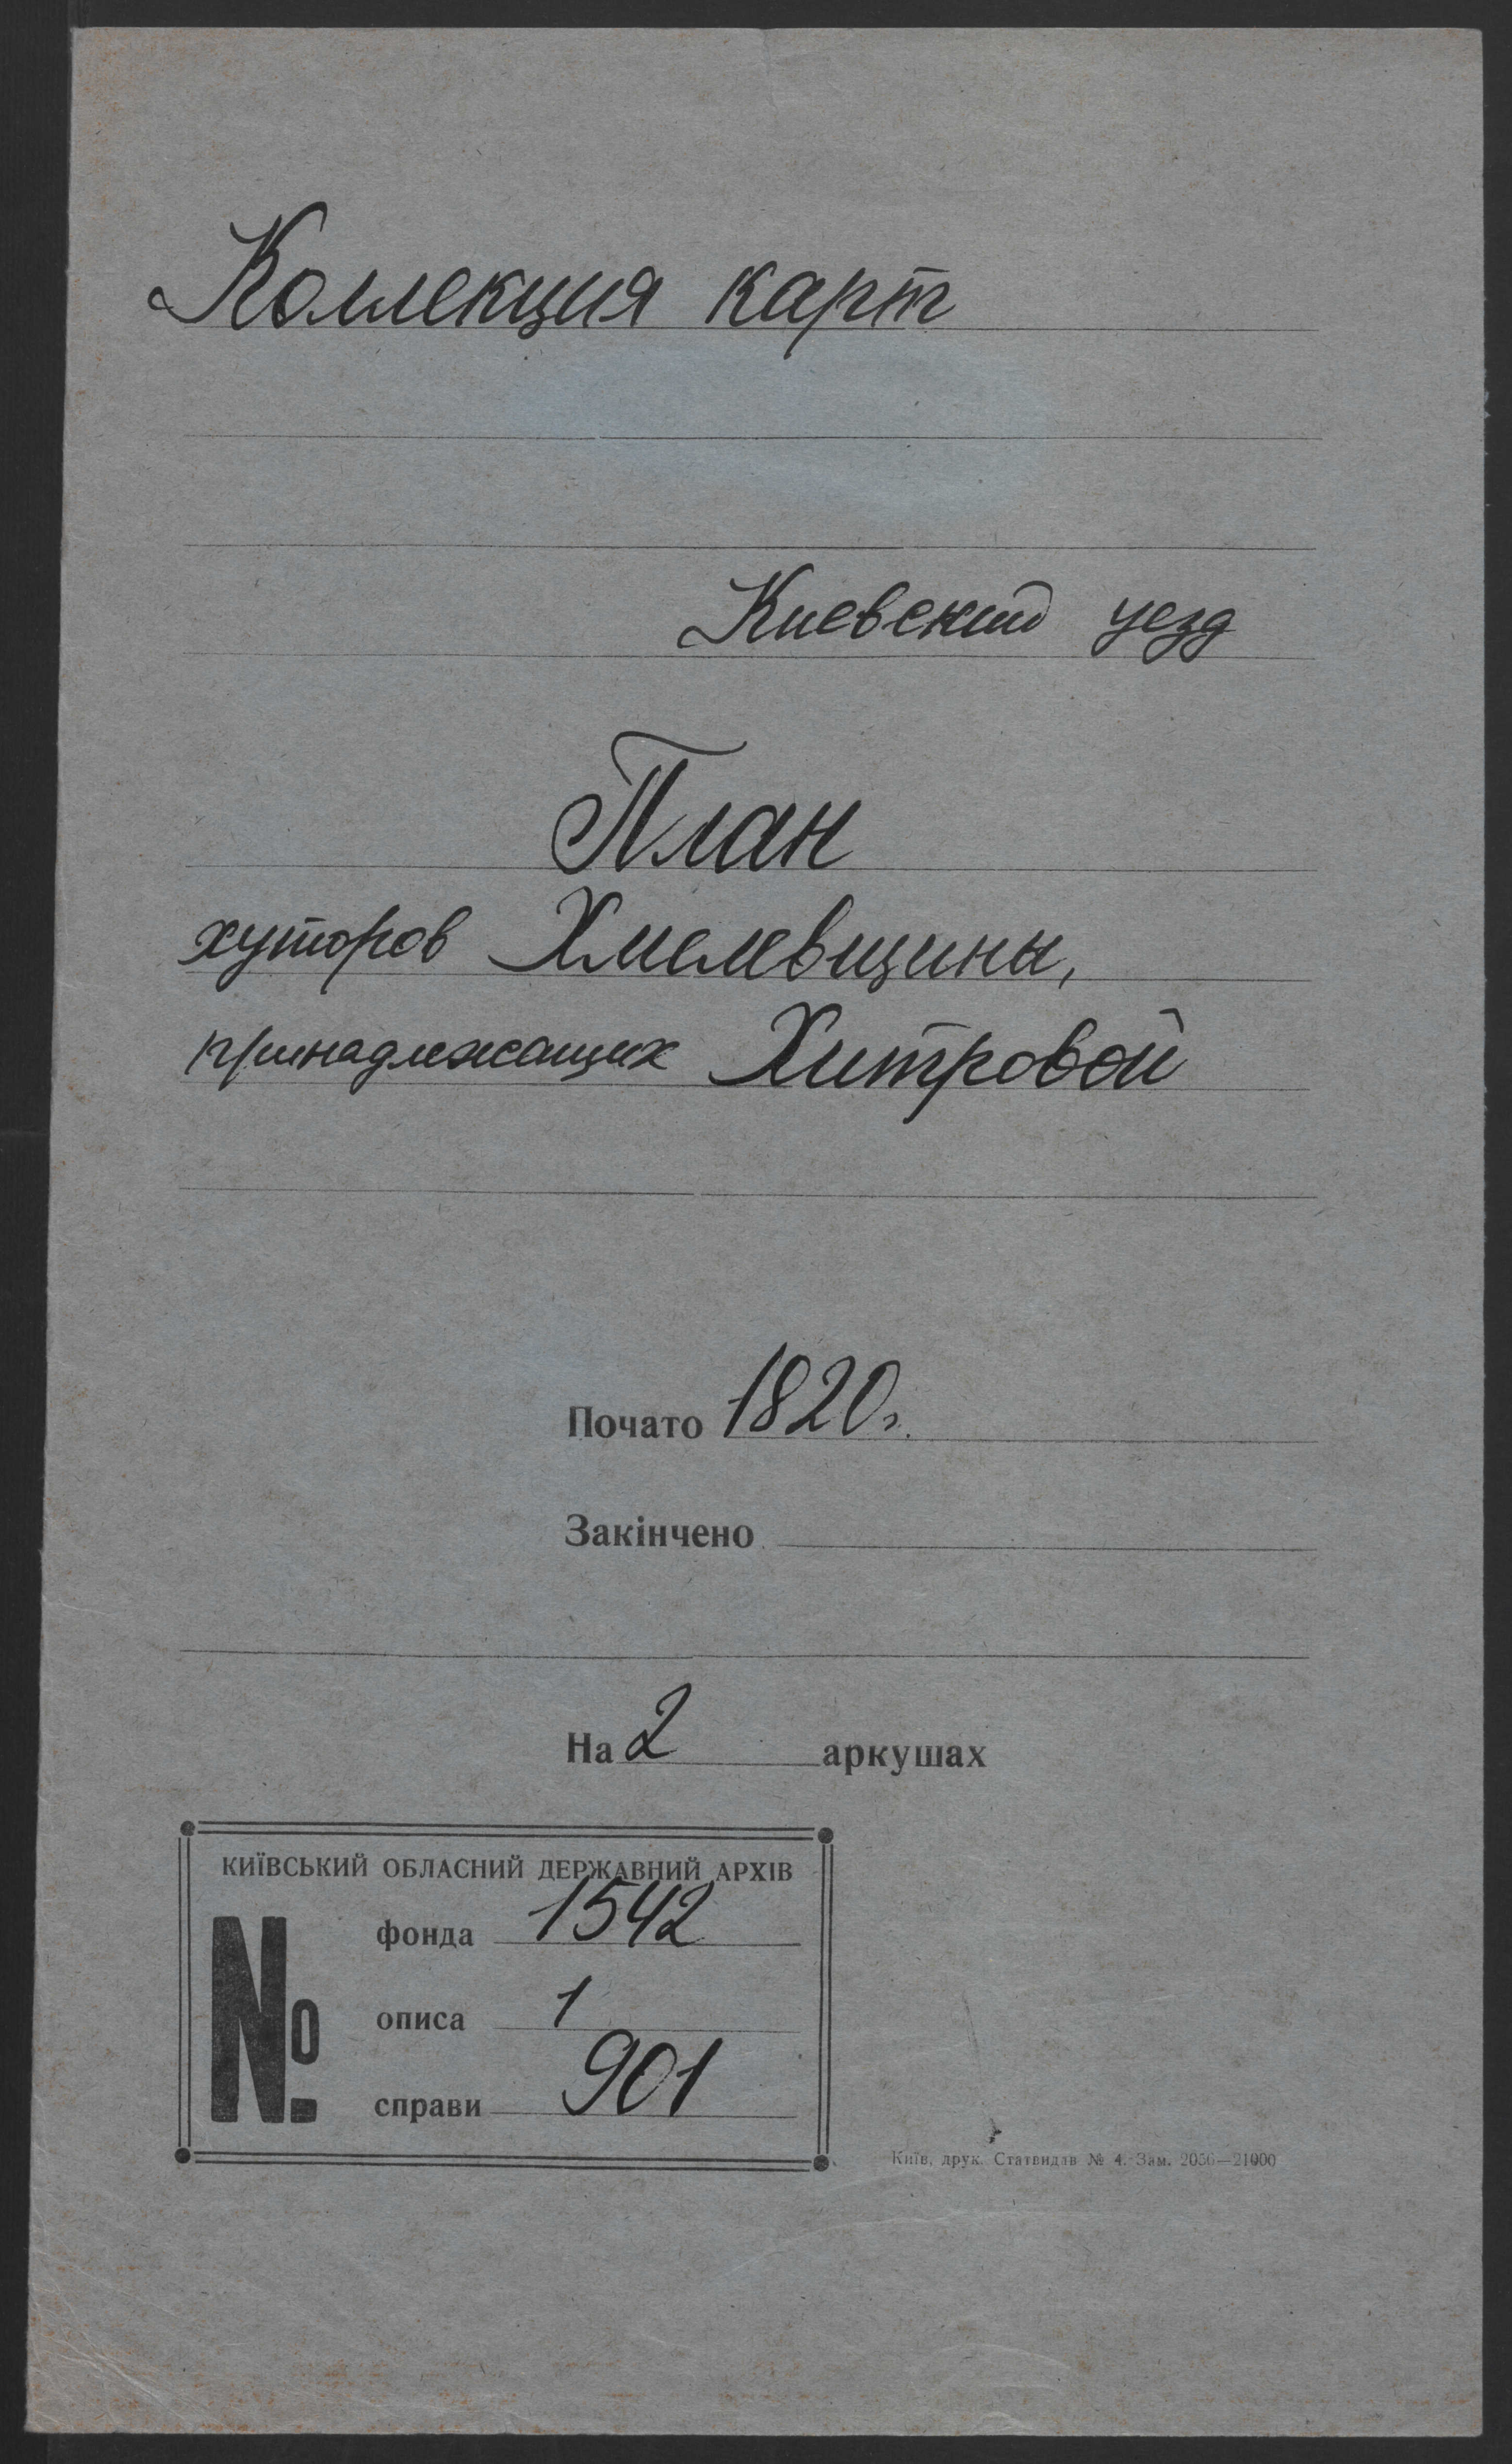 Коллекция карт
Киевский уезд
План
хуторов Хмелевщины,
принадлежащих Хитровой
Почато 1820г.
Закінчено
На 2 аркушах
КИЇВСЬКИЙ ОБЛАСНИЙ ДЕРЖАВНИЙ АРХІВ
№
фонда 1542
описа 1
справи 901
Київ, друк. Статвидав № 4. Зам. 2056—21000